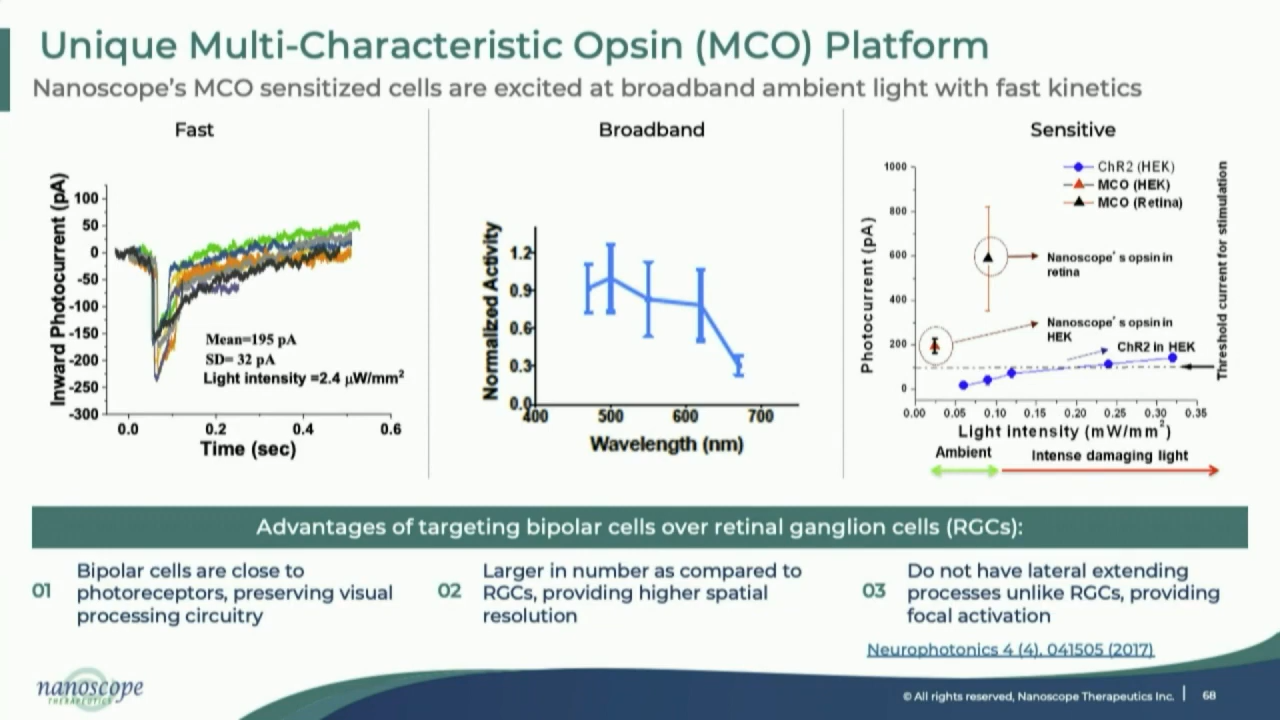 Unique Multi-Characteristic Opsin (MCO) Platform
Nanoscope's MCO sensitized cells are excited at broadband ambient light with fast kinetics
Fast
Inward Photocurrent (pA)
100
50
0
-50
-100
-150
-200
-250
-300
Mean=195 pA
SD= 32 pA
Light intensity =2.4 μW/mm²
0.0
0.2
0.4
0.6
Time (sec)
Broadband
Normalized Activity
1.2
0.9
0.6
0.3
0.0
400
500
600
700
Wavelength (nm)
Sensitive
Photocurrent (pA)
1000
800
600
400
200
0
ChR2 (HEK)
MCO (HEK)
MCO (Retina)
Nanoscope's opsin in
retina
Nanoscope's opsin in
HEK
ChR2 in HEK
Threshold current for stimulation
0.00
0.05
0.10
0.15
0.20
0.25
0.30
0.35
Light Intensity (mW/mm²)
Ambient
Intense damaging light
Advantages of targeting bipolar cells over retinal ganglion cells (RGCs):
01
Bipolar cells are close to
photoreceptors, preserving visual
processing circuitry
02
Larger in number as compared to
RGCs, providing higher spatial
resolution
03
Do not have lateral extending
processes unlike RGCs, providing
focal activation
Neurophotonics 4 (4), 041505 (2017)
nanoscope
THERAPEUTICS
© All rights reserved, Nanoscope Therapeutics Inc. | 68